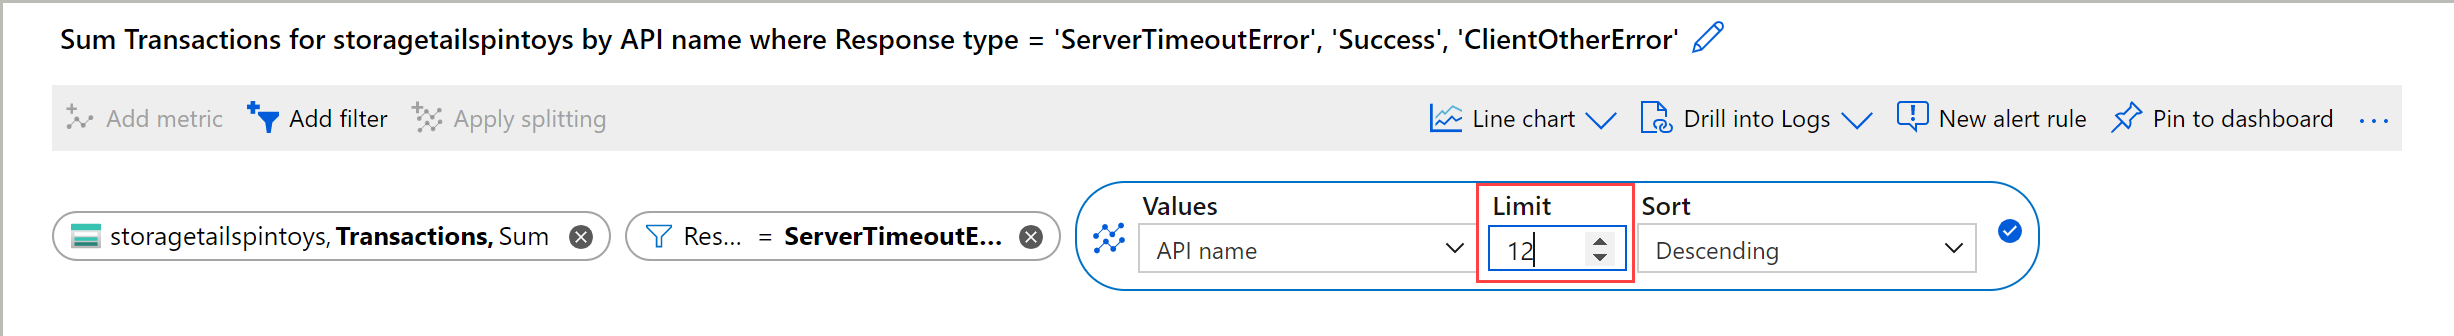 Sum Transactions for storagetailspintoys by API name where Response type = 'ServerTimeoutError', 'Success', 'ClientOtherError'
Add metric Add filter Apply splitting Line chart Drill into Logs New alert rule Pin to dashboard ...
Values Limit Sort
storagetailspintoys, Transactions, Sum Res... = ServerTimeoutE... API name 12 Descending